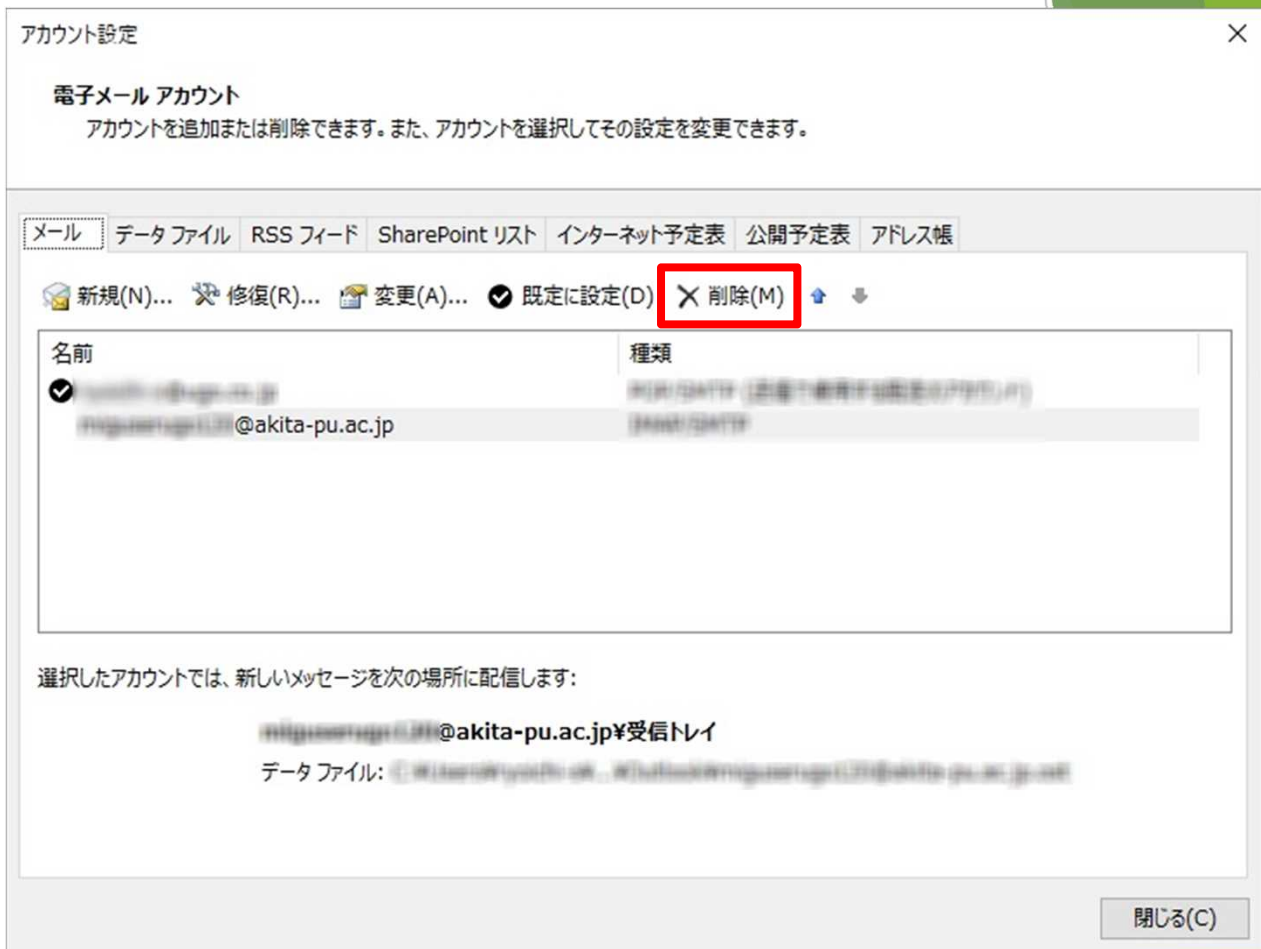 アカウント設定
電子メール アカウント
アカウントを追加または削除できます。また、アカウントを選択してその設定を変更できます。
メール データ ファイル RSS フィード SharePoint リスト インターネット予定表 公開予定表 アドレス帳
新規(N)... 修復(R)... 変更(A)... 既定に設定(D) 削除(M)
名前 種類
@akita-pu.ac.jp
選択したアカウントでは、新しいメッセージを次の場所に配信します:
@akita-pu.ac.jp¥受信トレイ
データ ファイル:
閉じる(C)